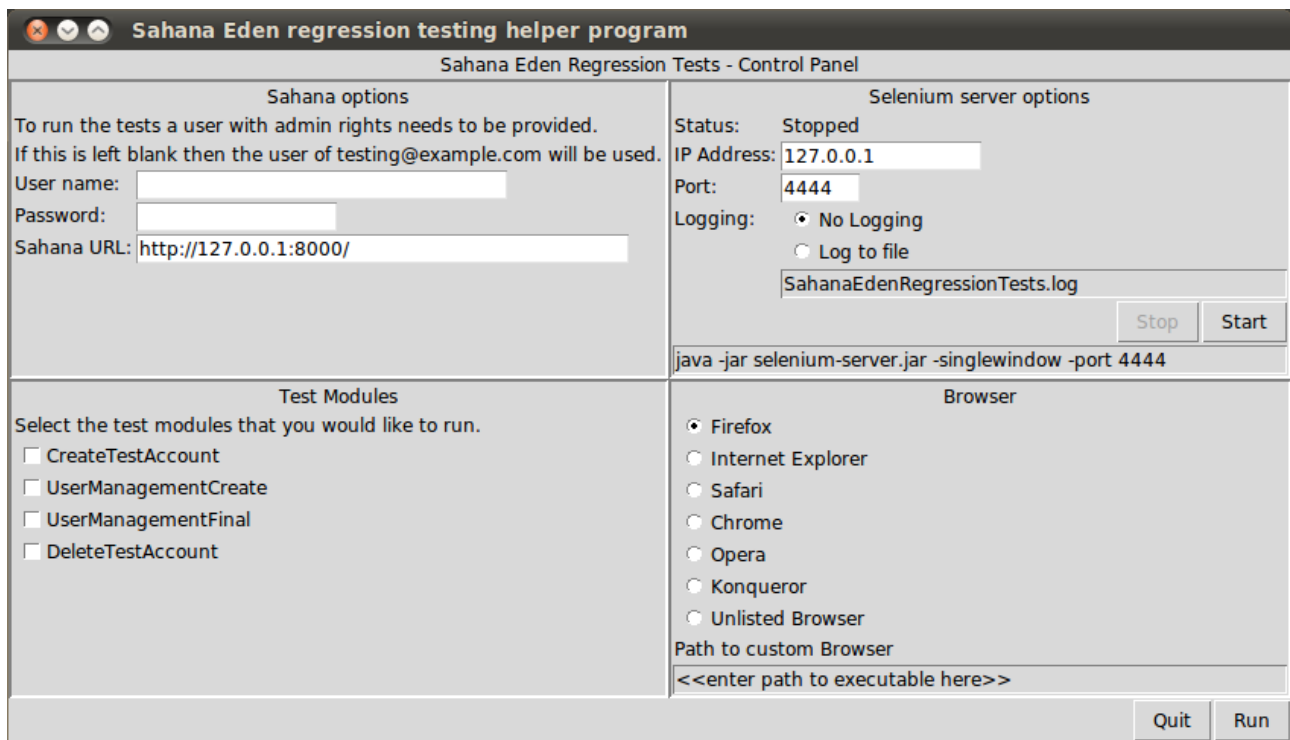 Sahana Eden regression testing helper program
Sahana Eden Regression Tests - Control Panel
Sahana options
To run the tests a user with admin rights needs to be provided.
If this is left blank then the user of testing@example.com will be used.
User name:
Password:
Sahana URL: http://127.0.0.1:8000/
Selenium server options
Status: Stopped
IP Address: 127.0.0.1
Port: 4444
Logging: No Logging
Log to file
SahanaEdenRegressionTests.log
Stop Start
java -jar selenium-server.jar -singlewindow -port 4444
Test Modules
Select the test modules that you would like to run.
CreateTestAccount
UserManagementCreate
UserManagementFinal
DeleteTestAccount
Browser
Firefox
Internet Explorer
Safari
Chrome
Opera
Konqueror
Unlisted Browser
Path to custom Browser
<<enter path to executable here>>
Quit Run